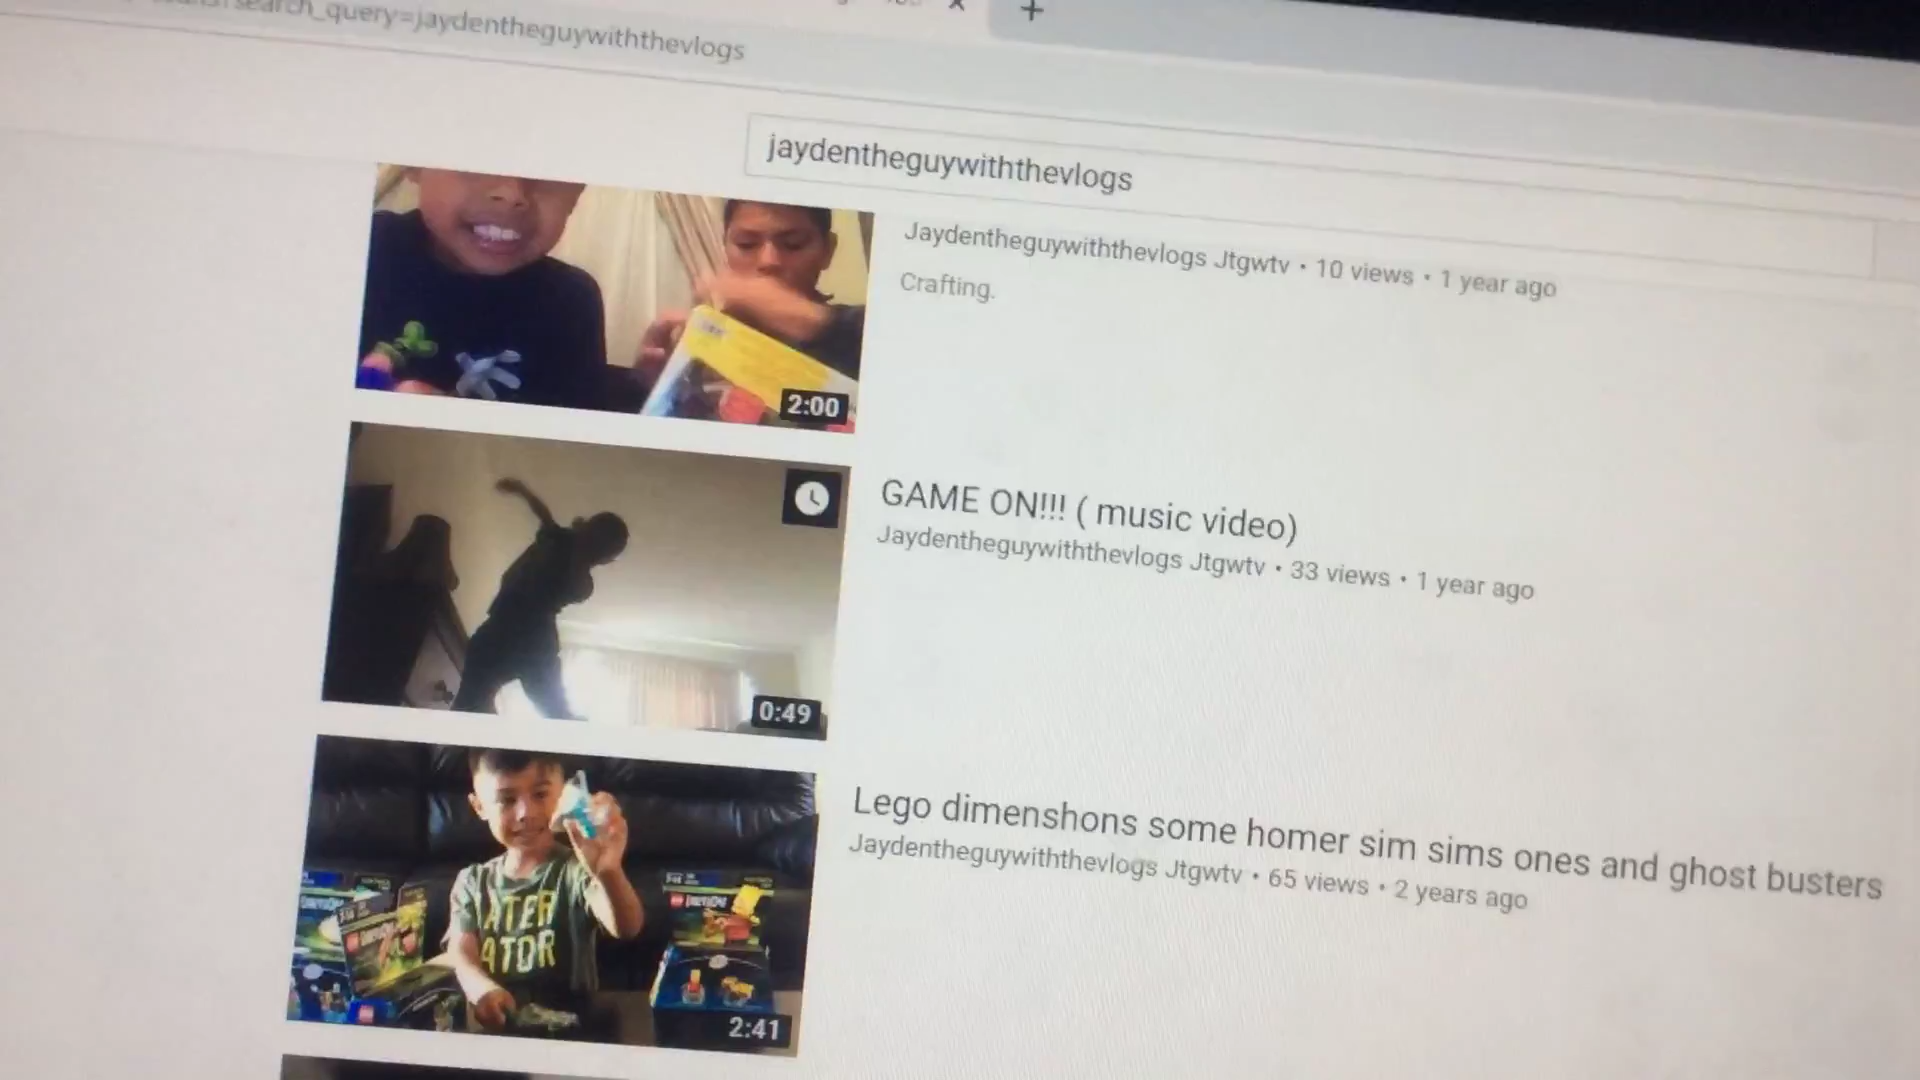 search_query=jaydentheguywiththevlogs
jaydentheguywiththevlogs
Jaydentheguywiththevlogs Jtgwtv • 10 views • 1 year ago
Crafting.
2:00
GAME ON!!! ( music video)
Jaydentheguywiththevlogs Jtgwtv • 33 views • 1 year ago
0:49
Lego dimenshons some homer sim sims ones and ghost busters
Jaydentheguywiththevlogs Jtgwtv • 65 views • 2 years ago
ATER
ATOR
2:41